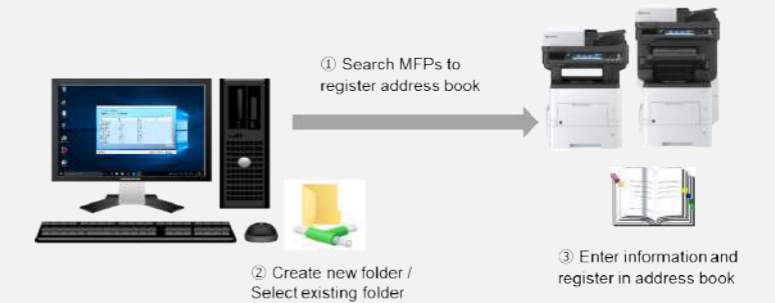 ① Search MFPs to
register address book
② Create new folder /
Select existing folder
③ Enter information and
register in address book